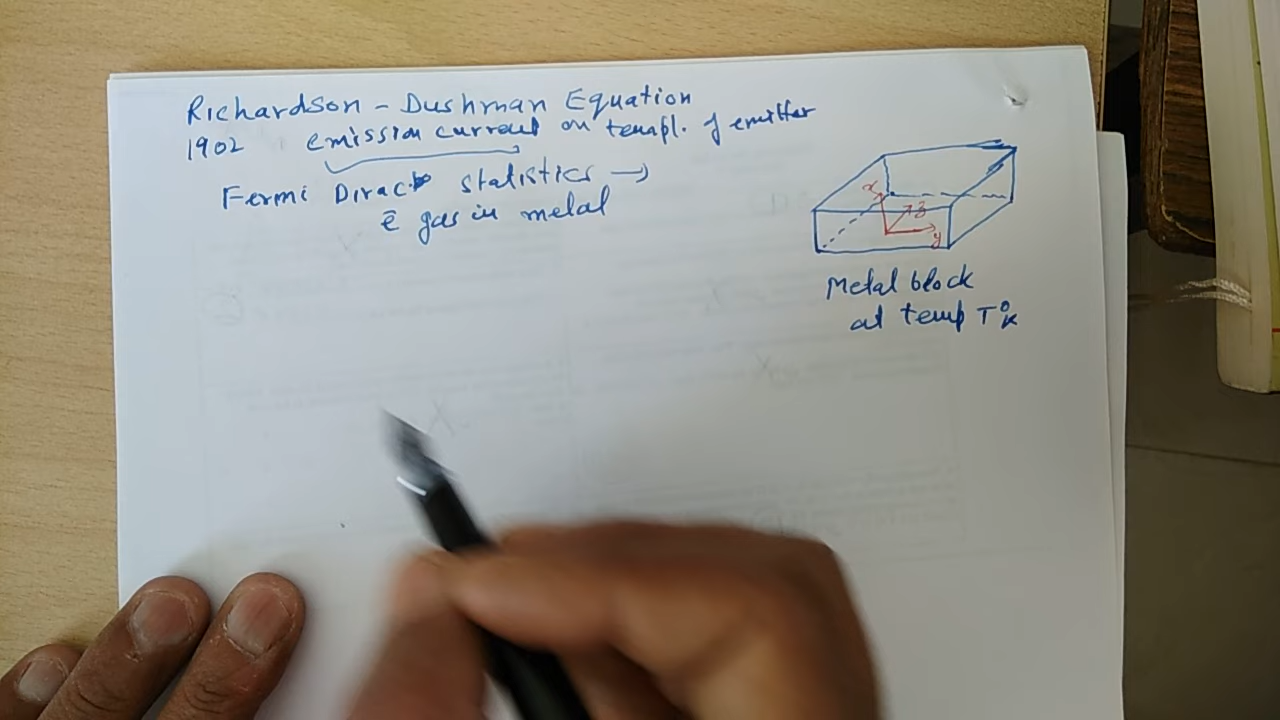 Richardson - Dushman Equation
1902 emission current on templ. of emitter
Fermi Dirac statistics →
ē gas in metal
x
z
y
Metal block
at temp T°K